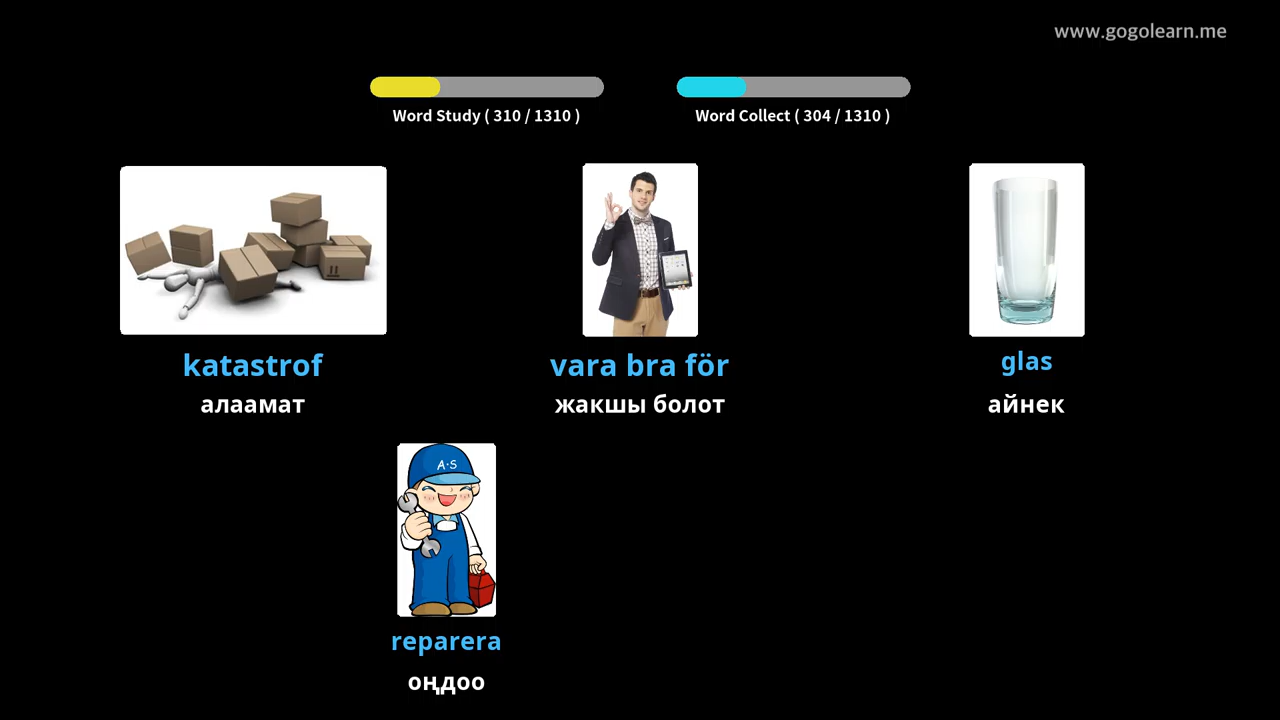 www.gogolearn.me
Word Study ( 310 / 1310 )
Word Collect ( 304 / 1310 )
katastrof
алаамат
vara bra för
жакшы болот
glas
айнек
A·S
reparera
оңдоо